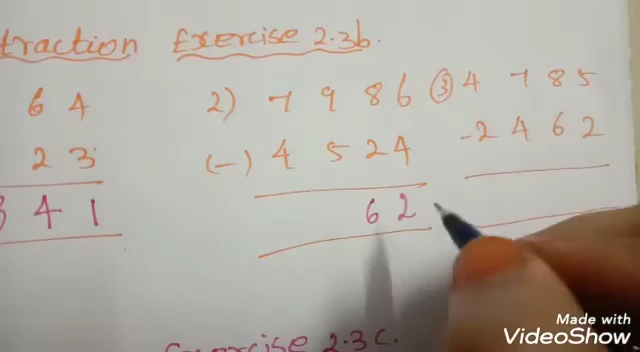 traction Exercise 2.3b.
6 4 2) 7 9 8 6 ③ 4 7 8 5
2 3 (-) 4 5 2 4 -2 4 6 2
3 4 1 6 2
Exercise 2.3c.
Made with
VideoShow